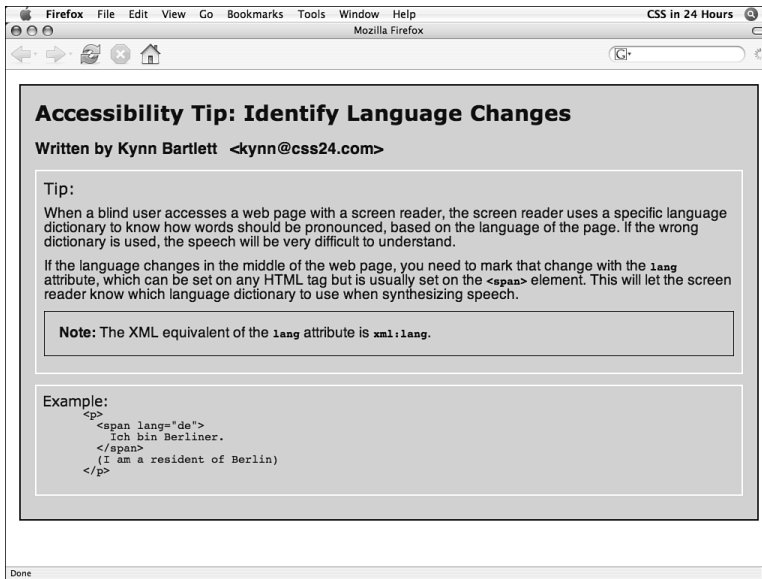 Firefox File Edit View Go Bookmarks Tools Window Help CSS in 24 Hours
Mozilla Firefox
G
Accessibility Tip: Identify Language Changes
Written by Kynn Bartlett <kynn@css24.com>
Tip:
When a blind user accesses a web page with a screen reader, the screen reader uses a specific language
dictionary to know how words should be pronounced, based on the language of the page. If the wrong
dictionary is used, the speech will be very difficult to understand.
If the language changes in the middle of the web page, you need to mark that change with the lang
attribute, which can be set on any HTML tag but is usually set on the <span> element. This will let the screen
reader know which language dictionary to use when synthesizing speech.
Note: The XML equivalent of the lang attribute is xml:lang.
Example:
<p>
<span lang="de">
Ich bin Berliner.
</span>
(I am a resident of Berlin)
</p>
Done